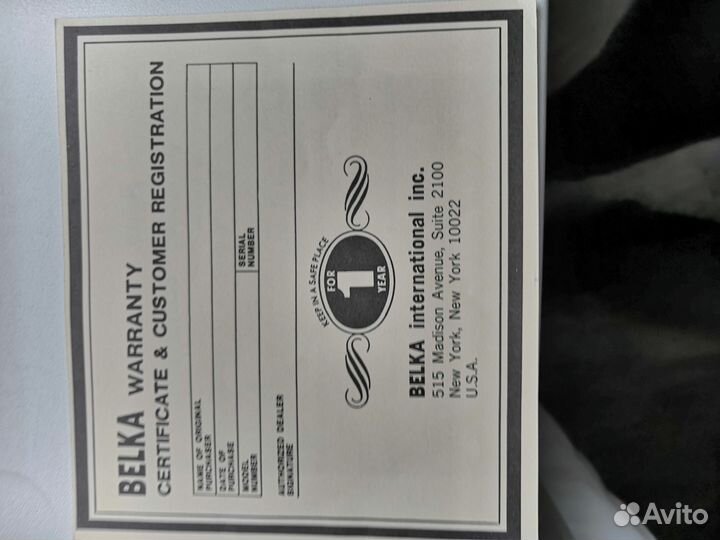 BELKA WARRANTY
CERTIFICATE & CUSTOMER REGISTRATION
NAME OF ORIGINAL
PURCHASER
DATE OF
PURCHASE
MODEL
NUMBER
SERIAL
NUMBER
AUTHORIZED DEALER
SIGNATURE
KEEP IN A SAFE PLACE
FOR
1
YEAR
BELKA international inc.
515 Madison Avenue, Suite 2100
New York, New York 10022
U.S.A.
Avito